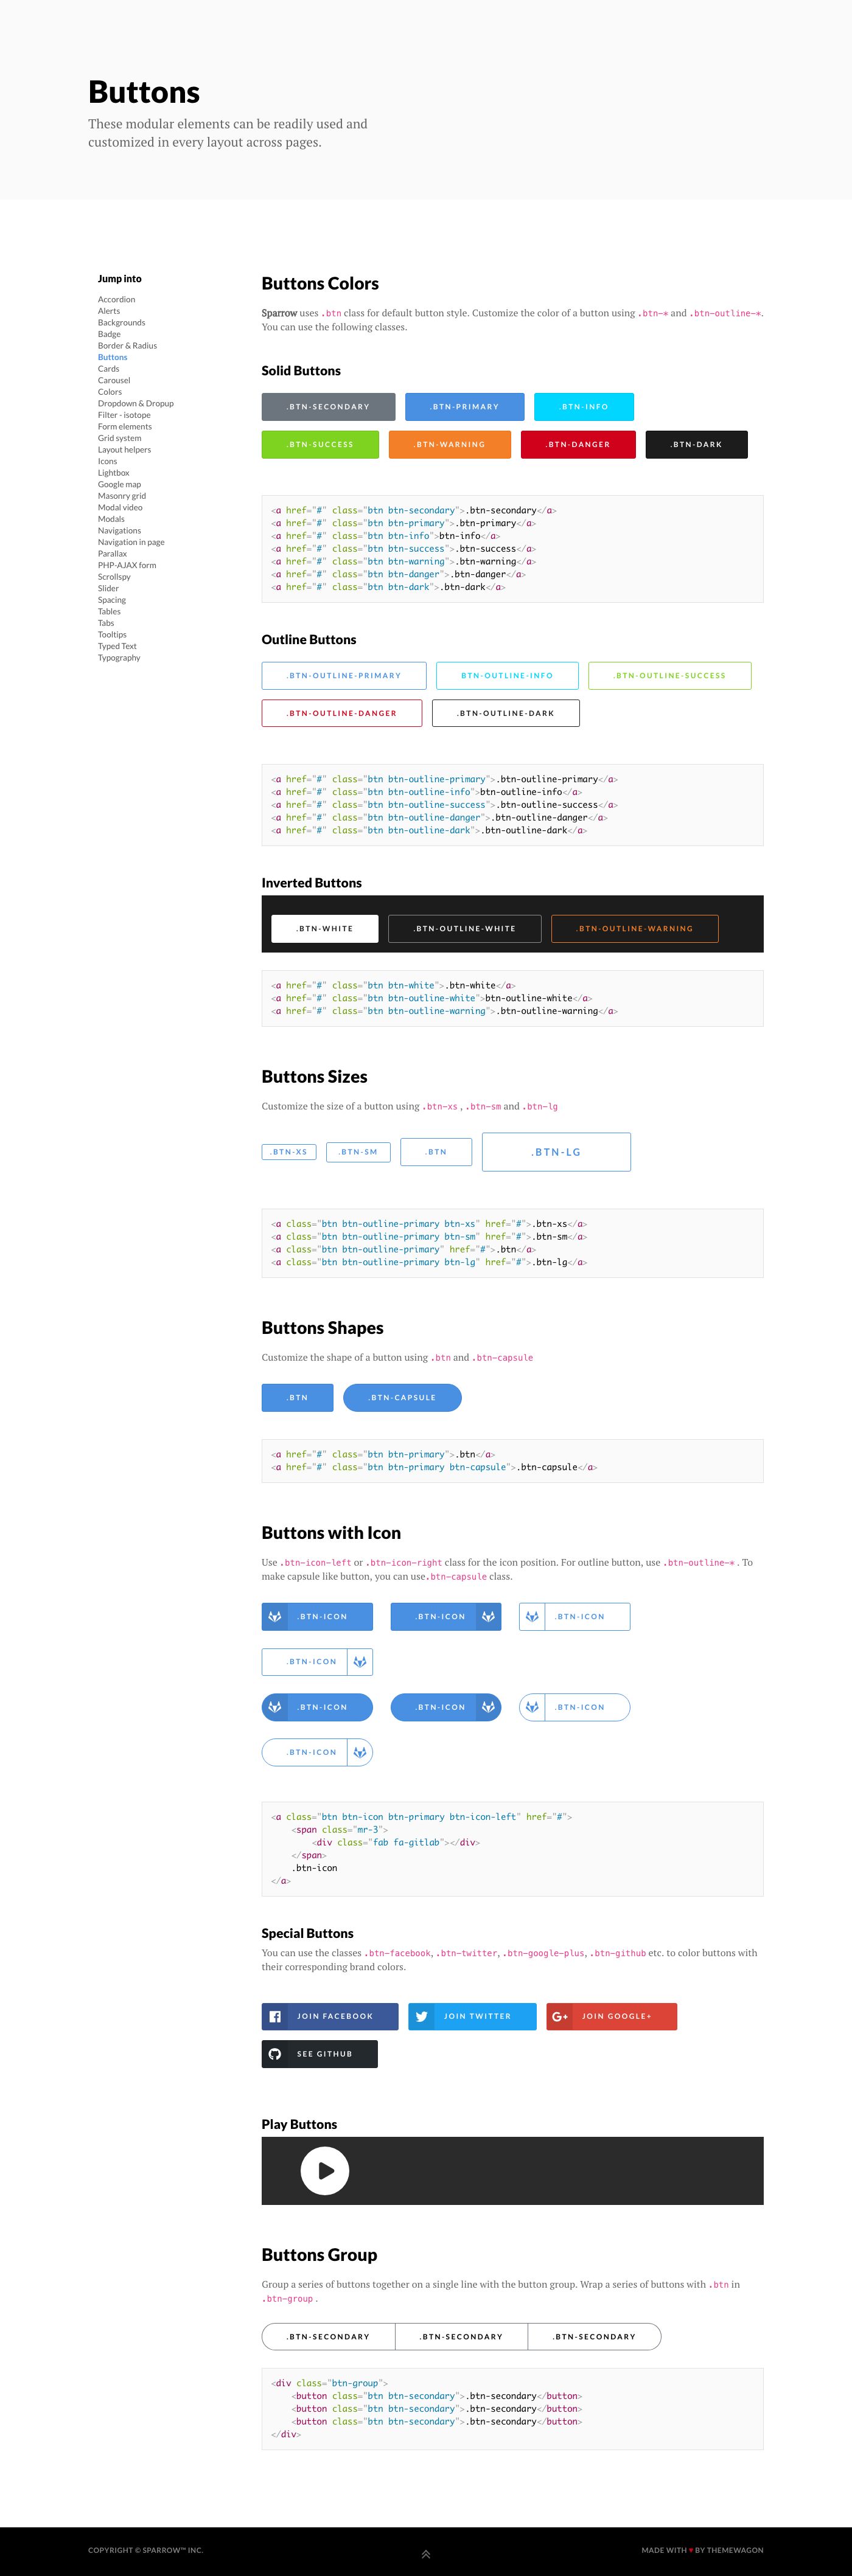 Buttons
These modular elements can be readily used and
customized in every layout across pages.
Jump into
Accordion
Alerts
Backgrounds
Badge
Border & Radius
Buttons
Cards
Carousel
Colors
Dropdown & Dropup
Filter - isotope
Form elements
Grid system
Layout helpers
Icons
Lightbox
Google map
Masonry grid
Modal video
Modals
Navigations
Navigation in page
Parallax
PHP-AJAX form
Scrollspy
Slider
Spacing
Tables
Tabs
Tooltips
Typed Text
Typography
Buttons Colors
Sparrow uses .btn class for default button style. Customize the color of a button using .btn-* and .btn-outline-*.
You can use the following classes.
Solid Buttons
.BTN-SECONDARY .BTN-PRIMARY .BTN-INFO
.BTN-SUCCESS .BTN-WARNING .BTN-DANGER .BTN-DARK
<a href="#" class="btn btn-secondary">.btn-secondary</a>
<a href="#" class="btn btn-primary">.btn-primary</a>
<a href="#" class="btn btn-info">btn-info</a>
<a href="#" class="btn btn-success">.btn-success</a>
<a href="#" class="btn btn-warning">.btn-warning</a>
<a href="#" class="btn btn-danger">.btn-danger</a>
<a href="#" class="btn btn-dark">.btn-dark</a>
Outline Buttons
.BTN-OUTLINE-PRIMARY BTN-OUTLINE-INFO .BTN-OUTLINE-SUCCESS
.BTN-OUTLINE-DANGER .BTN-OUTLINE-DARK
<a href="#" class="btn btn-outline-primary">.btn-outline-primary</a>
<a href="#" class="btn btn-outline-info">btn-outline-info</a>
<a href="#" class="btn btn-outline-success">.btn-outline-success</a>
<a href="#" class="btn btn-outline-danger">.btn-outline-danger</a>
<a href="#" class="btn btn-outline-dark">.btn-outline-dark</a>
Inverted Buttons
.BTN-WHITE .BTN-OUTLINE-WHITE .BTN-OUTLINE-WARNING
<a href="#" class="btn btn-white">.btn-white</a>
<a href="#" class="btn btn-outline-white">btn-outline-white</a>
<a href="#" class="btn btn-outline-warning">.btn-outline-warning</a>
Buttons Sizes
Customize the size of a button using .btn-xs , .btn-sm and .btn-lg
.BTN-XS .BTN-SM .BTN .BTN-LG
<a class="btn btn-outline-primary btn-xs" href="#">.btn-xs</a>
<a class="btn btn-outline-primary btn-sm" href="#">.btn-sm</a>
<a class="btn btn-outline-primary" href="#">.btn</a>
<a class="btn btn-outline-primary btn-lg" href="#">.btn-lg</a>
Buttons Shapes
Customize the shape of a button using .btn and .btn-capsule
.BTN .BTN-CAPSULE
<a href="#" class="btn btn-primary">.btn</a>
<a href="#" class="btn btn-primary btn-capsule">.btn-capsule</a>
Buttons with Icon
Use .btn-icon-left or .btn-icon-right class for the icon position. For outline button, use .btn-outline-* . To
make capsule like button, you can use.btn-capsule class.
.BTN-ICON .BTN-ICON .BTN-ICON
.BTN-ICON
.BTN-ICON .BTN-ICON .BTN-ICON
.BTN-ICON
<a class="btn btn-icon btn-primary btn-icon-left" href="#">
<span class="mr-3">
<div class="fab fa-gitlab"></div>
</span>
.btn-icon
</a>
Special Buttons
You can use the classes .btn-facebook, .btn-twitter, .btn-google-plus, .btn-github etc. to color buttons with
their corresponding brand colors.
JOIN FACEBOOK JOIN TWITTER JOIN GOOGLE+
SEE GITHUB
Play Buttons
Buttons Group
Group a series of buttons together on a single line with the button group. Wrap a series of buttons with .btn in
.btn-group .
.BTN-SECONDARY .BTN-SECONDARY .BTN-SECONDARY
<div class="btn-group">
<button class="btn btn-secondary">.btn-secondary</button>
<button class="btn btn-secondary">.btn-secondary</button>
<button class="btn btn-secondary">.btn-secondary</button>
</div>
COPYRIGHT © SPARROW™ INC. MADE WITH ♥ BY THEMEWAGON